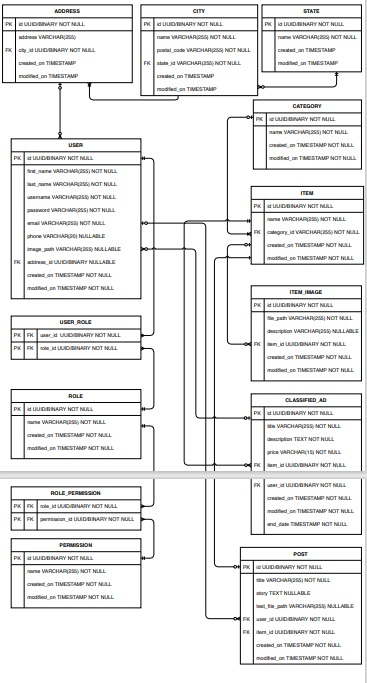 ADDRESS
PK id UUID/BINARY NOT NULL
address VARCHAR(255)
FK city_id UUID/BINARY NOT NULL
created_on TIMESTAMP
modified_on TIMESTAMP
CITY
PK id UUID/BINARY NOT NULL
name VARCHAR(255) NOT NULL
postal_code VARCHAR(255) NOT NULL
FK state_id VARCHAR(255) NOT NULL
created_on TIMESTAMP
modified_on TIMESTAMP
STATE
PK id UUID/BINARY NOT NULL
name VARCHAR(255) NOT NULL
created_on TIMESTAMP
modified_on TIMESTAMP
CATEGORY
PK id UUID/BINARY NOT NULL
name VARCHAR(255) NOT NULL
created_on TIMESTAMP NOT NULL
modified_on TIMESTAMP NOT NULL
USER
PK id UUID/BINARY NOT NULL
first_name VARCHAR(255) NOT NULL
last_name VARCHAR(255) NOT NULL
username VARCHAR(255) NOT NULL
password VARCHAR(255) NOT NULL
email VARCHAR(255) NOT NULL
phone VARCHAR(20) NULLABLE
image_path VARCHAR(255) NULLABLE
FK address_id UUID/BINARY NULLABLE
created_on TIMESTAMP NOT NULL
modified_on TIMESTAMP NOT NULL
ITEM
PK id UUID/BINARY NOT NULL
name VARCHAR(255) NOT NULL
FK category_id UUID/BINARY NOT NULL
created_on TIMESTAMP NOT NULL
modified_on TIMESTAMP NOT NULL
ITEM_IMAGE
PK id UUID/BINARY NOT NULL
file_path VARCHAR(255) NOT NULL
description VARCHAR(255) NULLABLE
FK item_id UUID/BINARY NOT NULL
created_on TIMESTAMP NOT NULL
modified_on TIMESTAMP NOT NULL
USER_ROLE
PK FK user_id UUID/BINARY NOT NULL
PK FK role_id UUID/BINARY NOT NULL
ROLE
PK id UUID/BINARY NOT NULL
name VARCHAR(255) NOT NULL
created_on TIMESTAMP NOT NULL
modified_on TIMESTAMP NOT NULL
CLASSIFIED_AD
PK id UUID/BINARY NOT NULL
title VARCHAR(255) NOT NULL
description TEXT NOT NULL
price VARCHAR(15) NOT NULL
FK item_id UUID/BINARY NOT NULL
FK user_id UUID/BINARY NOT NULL
created_on TIMESTAMP NOT NULL
modified_on TIMESTAMP NOT NULL
end_date TIMESTAMP NOT NULL
ROLE_PERMISSION
PK FK role_id UUID/BINARY NOT NULL
PK FK permission_id UUID/BINARY NOT NULL
PERMISSION
PK id UUID/BINARY NOT NULL
name VARCHAR(255) NOT NULL
created_on TIMESTAMP NOT NULL
modified_on TIMESTAMP NOT NULL
POST
PK id UUID/BINARY NOT NULL
title VARCHAR(255) NOT NULL
story TEXT NULLABLE
text_file_path VARCHAR(255) NULLABLE
FK user_id UUID/BINARY NOT NULL
FK item_id UUID/BINARY NOT NULL
created_on TIMESTAMP NOT NULL
modified_on TIMESTAMP NOT NULL